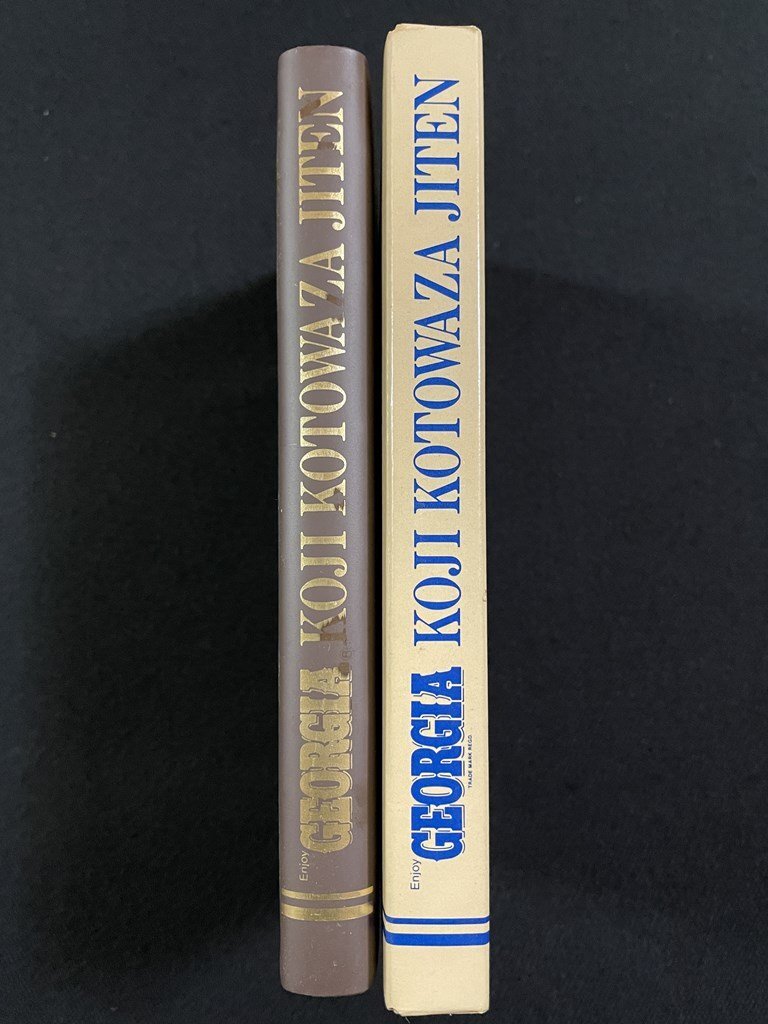 Enjoy GEORGIA KOJI KOTOWAZA JITEN
Enjoy GEORGIA KOJI KOTOWAZA JITEN
TRADE MARK REGD.